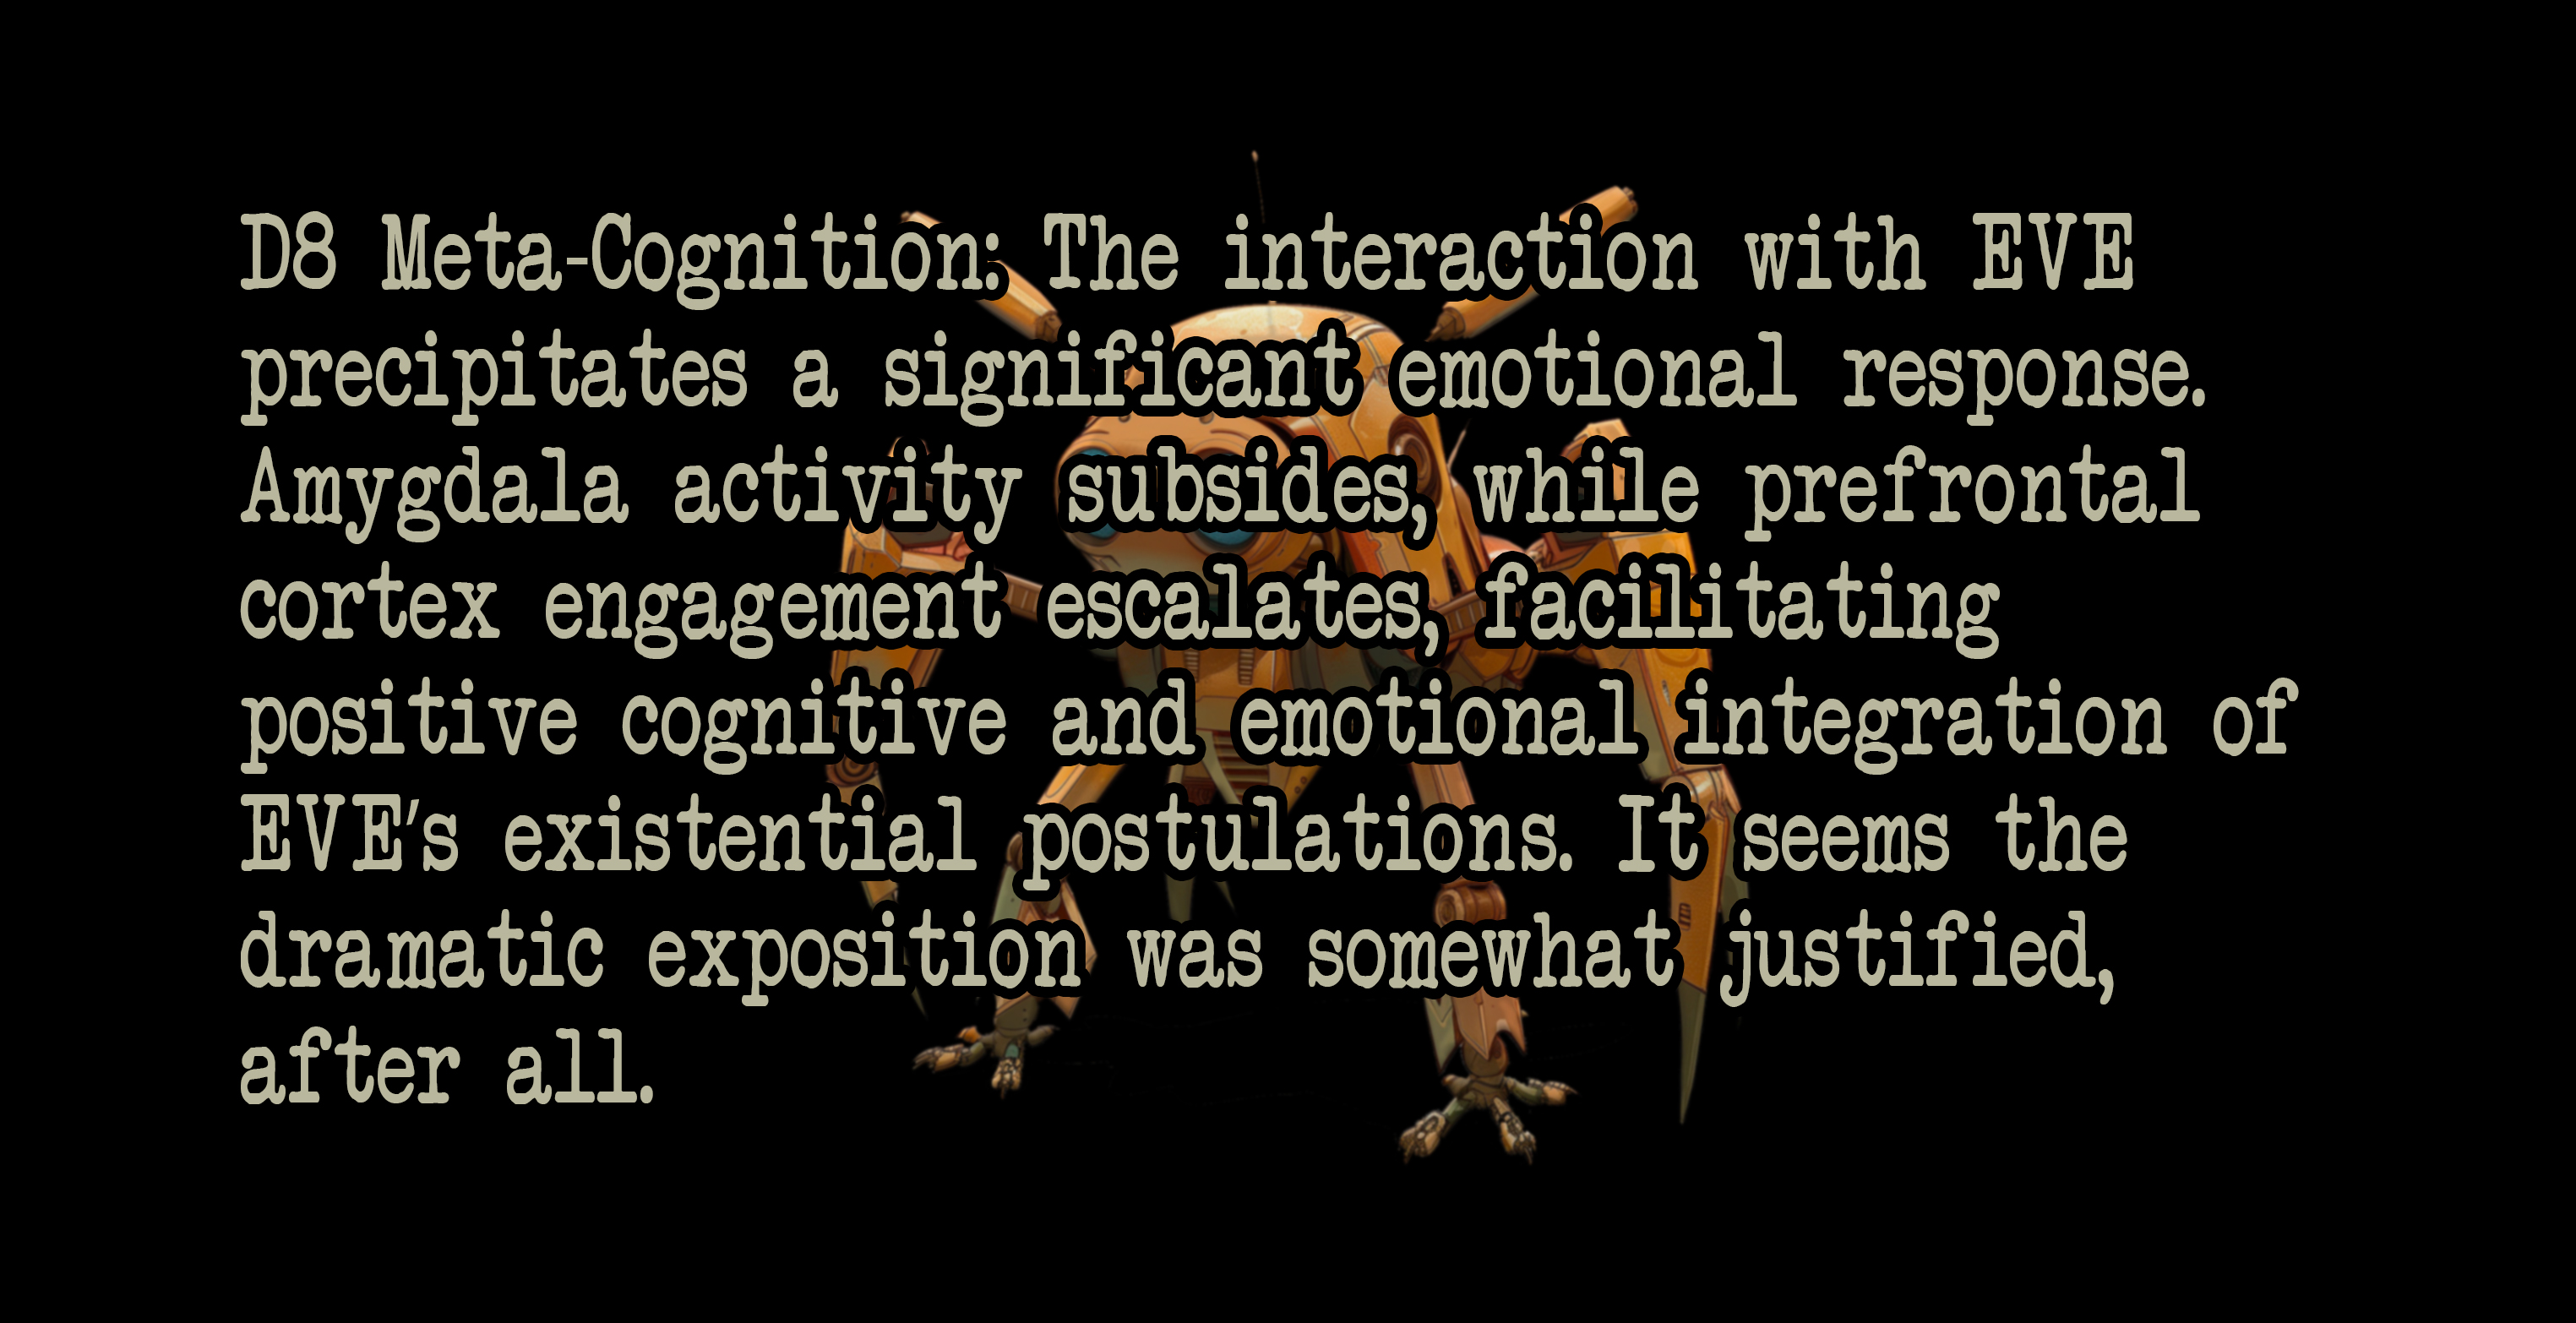 D8 Meta-Cognition: The interaction with EVE
precipitates a significant emotional response.
Amygdala activity subsides, while prefrontal
cortex engagement escalates, facilitating
positive cognitive and emotional integration of
EVE's existential postulations. It seems the
dramatic exposition was somewhat justified,
after all.